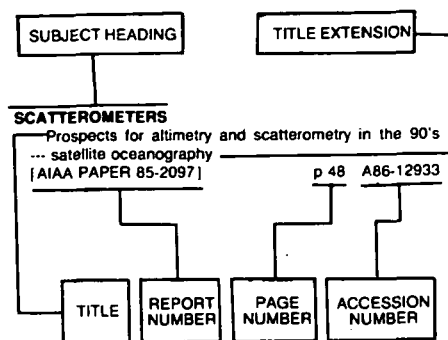 SUBJECT HEADING
TITLE EXTENSION
SCATTEROMETERS
Prospects for altimetry and scatterometry in the 90's
--- satellite oceanography
[AIAA PAPER 85-2097] p 48 A86-12933
TITLE
REPORT NUMBER
PAGE NUMBER
ACCESSION NUMBER